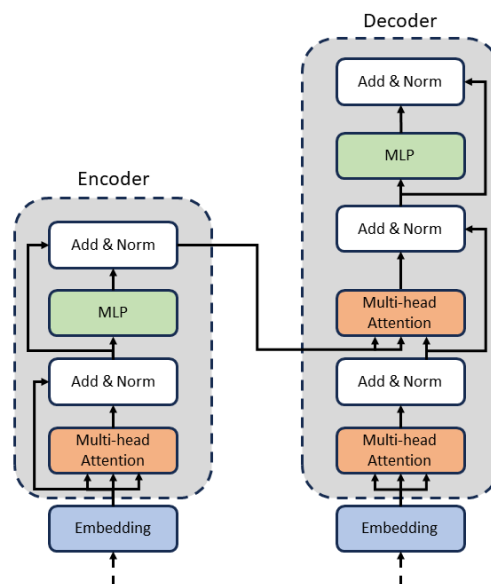 Encoder
Add & Norm
MLP
Add & Norm
Multi-head
Attention
Embedding
Decoder
Add & Norm
MLP
Add & Norm
Multi-head
Attention
Add & Norm
Multi-head
Attention
Embedding